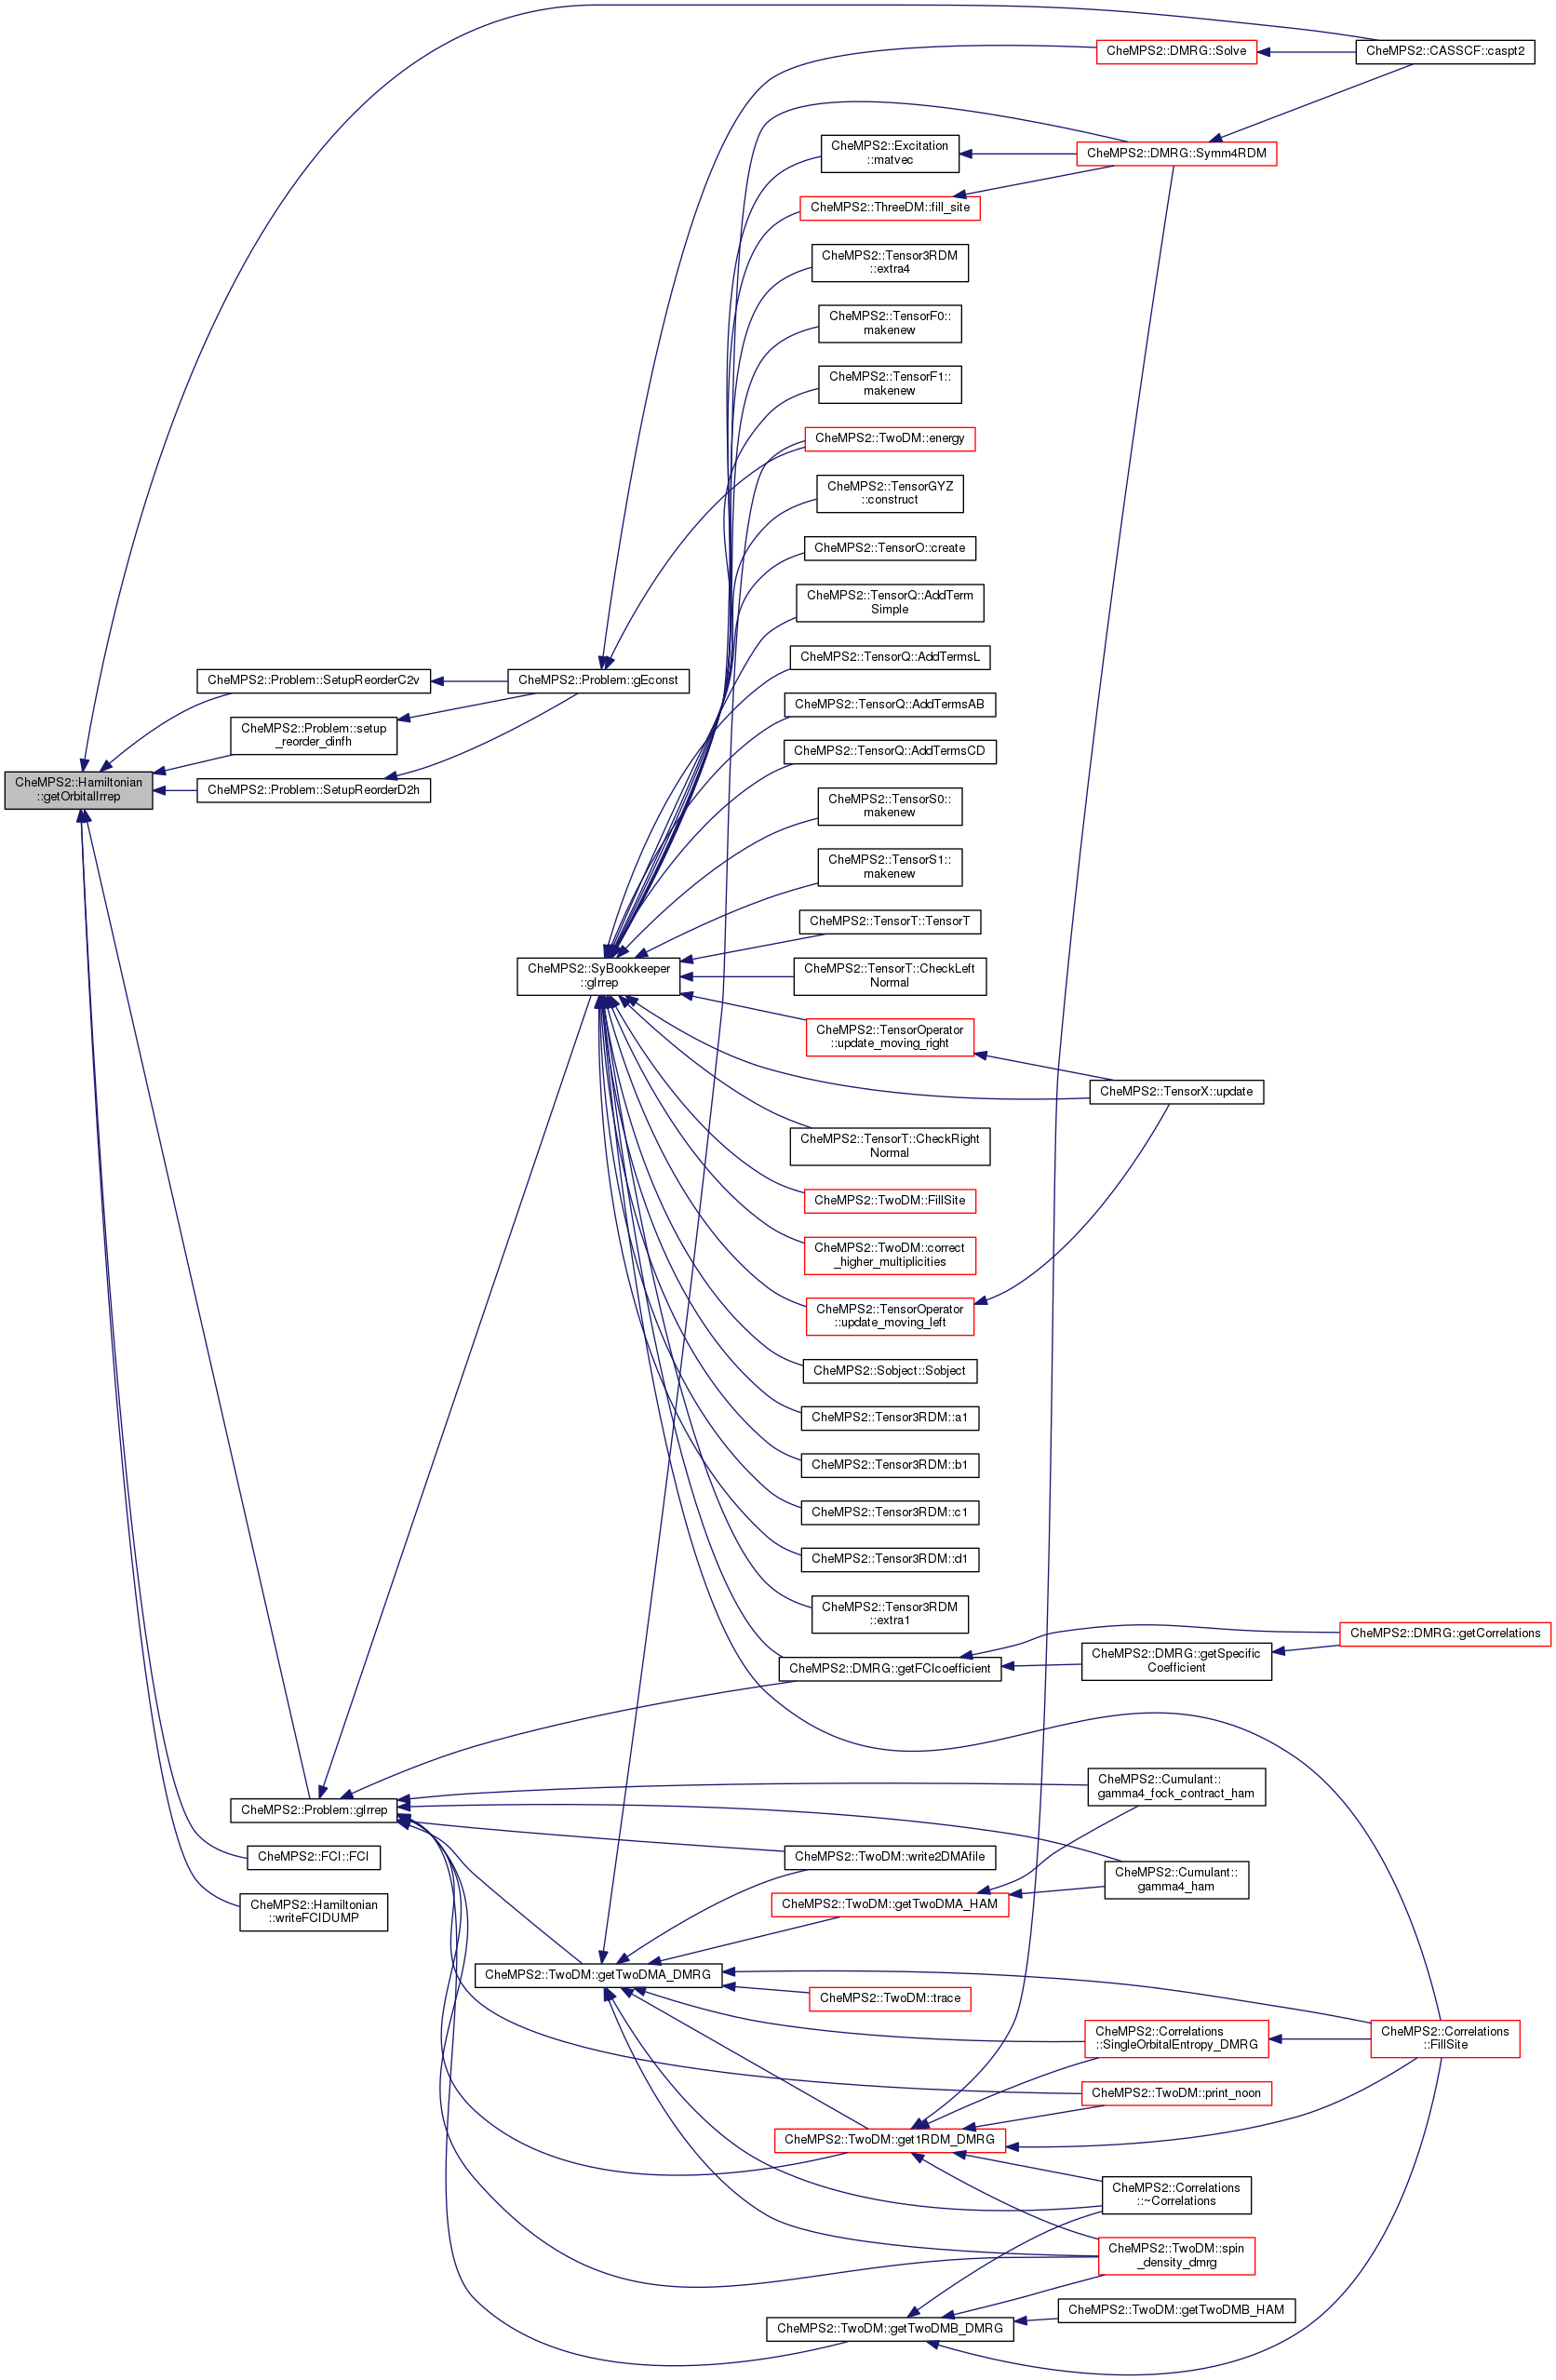 CheMPS2::DMRG::Solve
CheMPS2::CASSCF::caspt2
CheMPS2::Excitation
::matvec
CheMPS2::DMRG::Symm4RDM
CheMPS2::ThreeDM::fill_site
CheMPS2::Tensor3RDM
::extra4
CheMPS2::TensorF0::
makenew
CheMPS2::TensorF1::
makenew
CheMPS2::TwoDM::energy
CheMPS2::TensorGYZ
::construct
CheMPS2::TensorO::create
CheMPS2::TensorQ::AddTerm
Simple
CheMPS2::TensorQ::AddTermsL
CheMPS2::Problem::SetupReorderC2v
CheMPS2::Problem::gEconst
CheMPS2::TensorQ::AddTermsAB
CheMPS2::Problem::setup
_reorder_dinfh
CheMPS2::TensorQ::AddTermsCD
CheMPS2::Hamiltonian
::getOrbitalIrrep
CheMPS2::Problem::SetupReorderD2h
CheMPS2::TensorS0::
makenew
CheMPS2::TensorS1::
makenew
CheMPS2::TensorT::TensorT
CheMPS2::SyBookkeeper
::gIrrep
CheMPS2::TensorT::CheckLeft
Normal
CheMPS2::TensorOperator
::update_moving_right
CheMPS2::TensorX::update
CheMPS2::TensorT::CheckRight
Normal
CheMPS2::TwoDM::FillSite
CheMPS2::TwoDM::correct
_higher_multiplicities
CheMPS2::TensorOperator
::update_moving_left
CheMPS2::Sobject::Sobject
CheMPS2::Tensor3RDM::a1
CheMPS2::Tensor3RDM::b1
CheMPS2::Tensor3RDM::c1
CheMPS2::Tensor3RDM::d1
CheMPS2::Tensor3RDM
::extra1
CheMPS2::DMRG::getCorrelations
CheMPS2::DMRG::getFCIcoefficient
CheMPS2::DMRG::getSpecific
Coefficient
CheMPS2::Cumulant::
gamma4_fock_contract_ham
CheMPS2::Problem::gIrrep
CheMPS2::FCI::FCI
CheMPS2::TwoDM::write2DMAfile
CheMPS2::Cumulant::
gamma4_ham
CheMPS2::Hamiltonian
::writeFCIDUMP
CheMPS2::TwoDM::getTwoDMA_HAM
CheMPS2::TwoDM::getTwoDMA_DMRG
CheMPS2::TwoDM::trace
CheMPS2::Correlations
::SingleOrbitalEntropy_DMRG
CheMPS2::Correlations
::FillSite
CheMPS2::TwoDM::print_noon
CheMPS2::TwoDM::get1RDM_DMRG
CheMPS2::Correlations
::~Correlations
CheMPS2::TwoDM::spin
_density_dmrg
CheMPS2::TwoDM::getTwoDMB_HAM
CheMPS2::TwoDM::getTwoDMB_DMRG